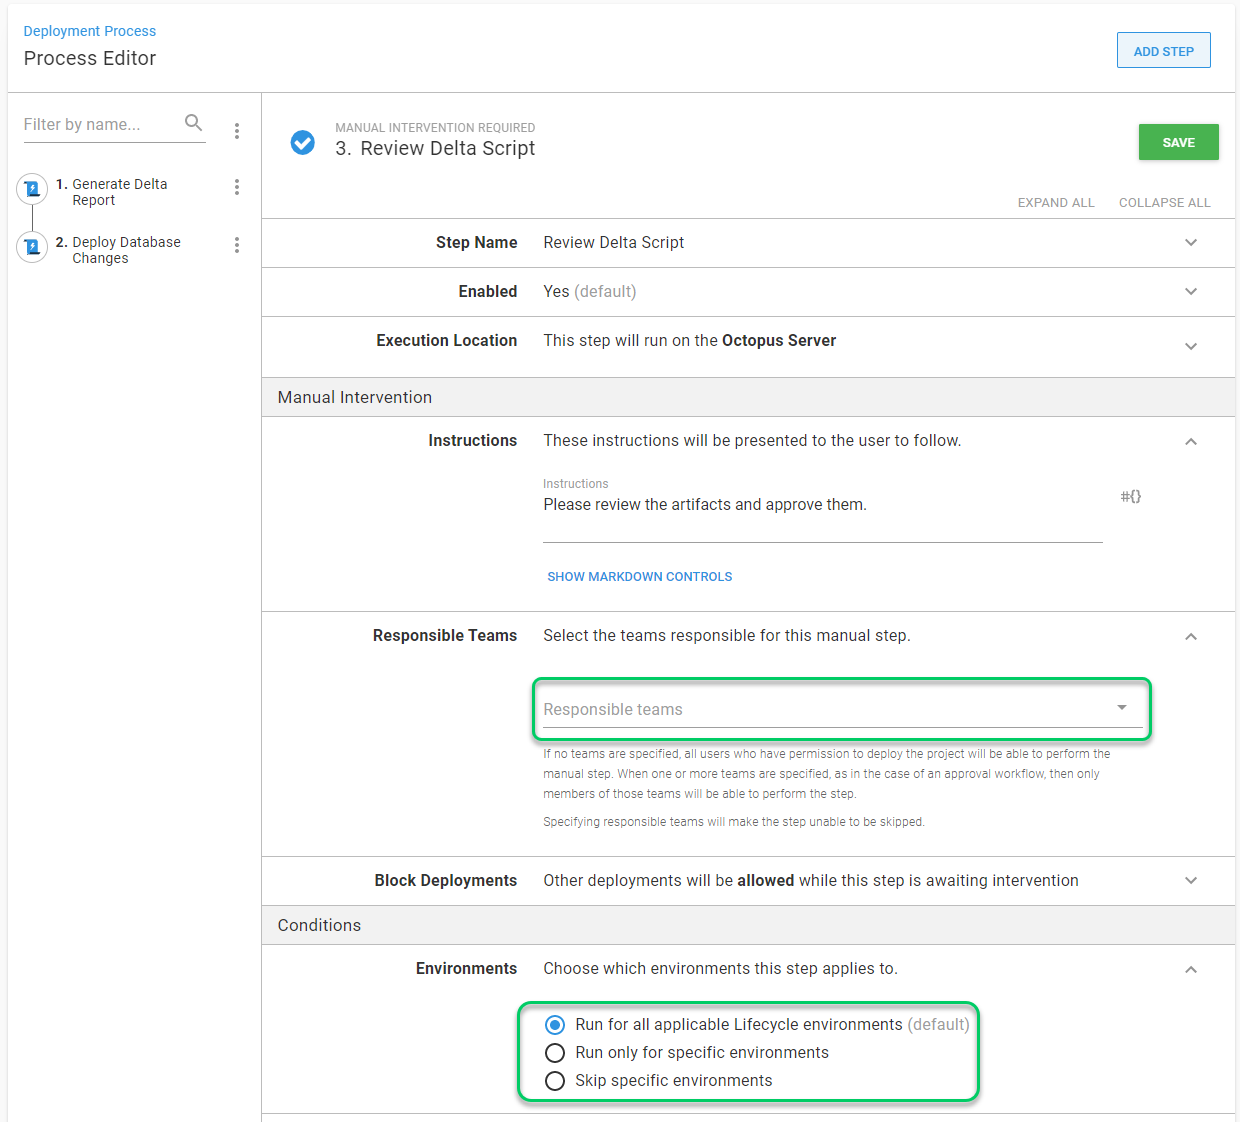 Deployment Process
Process Editor
ADD STEP
Filter by name...
1. Generate Delta
Report
2. Deploy Database
Changes
MANUAL INTERVENTION REQUIRED
3. Review Delta Script
SAVE
EXPAND ALL COLLAPSE ALL
Step Name Review Delta Script
Enabled Yes (default)
Execution Location This step will run on the Octopus Server
Manual Intervention
Instructions These instructions will be presented to the user to follow.
Instructions
Please review the artifacts and approve them.
#{}
SHOW MARKDOWN CONTROLS
Responsible Teams Select the teams responsible for this manual step.
Responsible teams
If no teams are specified, all users who have permission to deploy the project will be able to perform the
manual step. When one or more teams are specified, as in the case of an approval workflow, then only
members of those teams will be able to perform the step.
Specifying responsible teams will make the step unable to be skipped.
Block Deployments Other deployments will be allowed while this step is awaiting intervention
Conditions
Environments Choose which environments this step applies to.
Run for all applicable Lifecycle environments (default)
Run only for specific environments
Skip specific environments